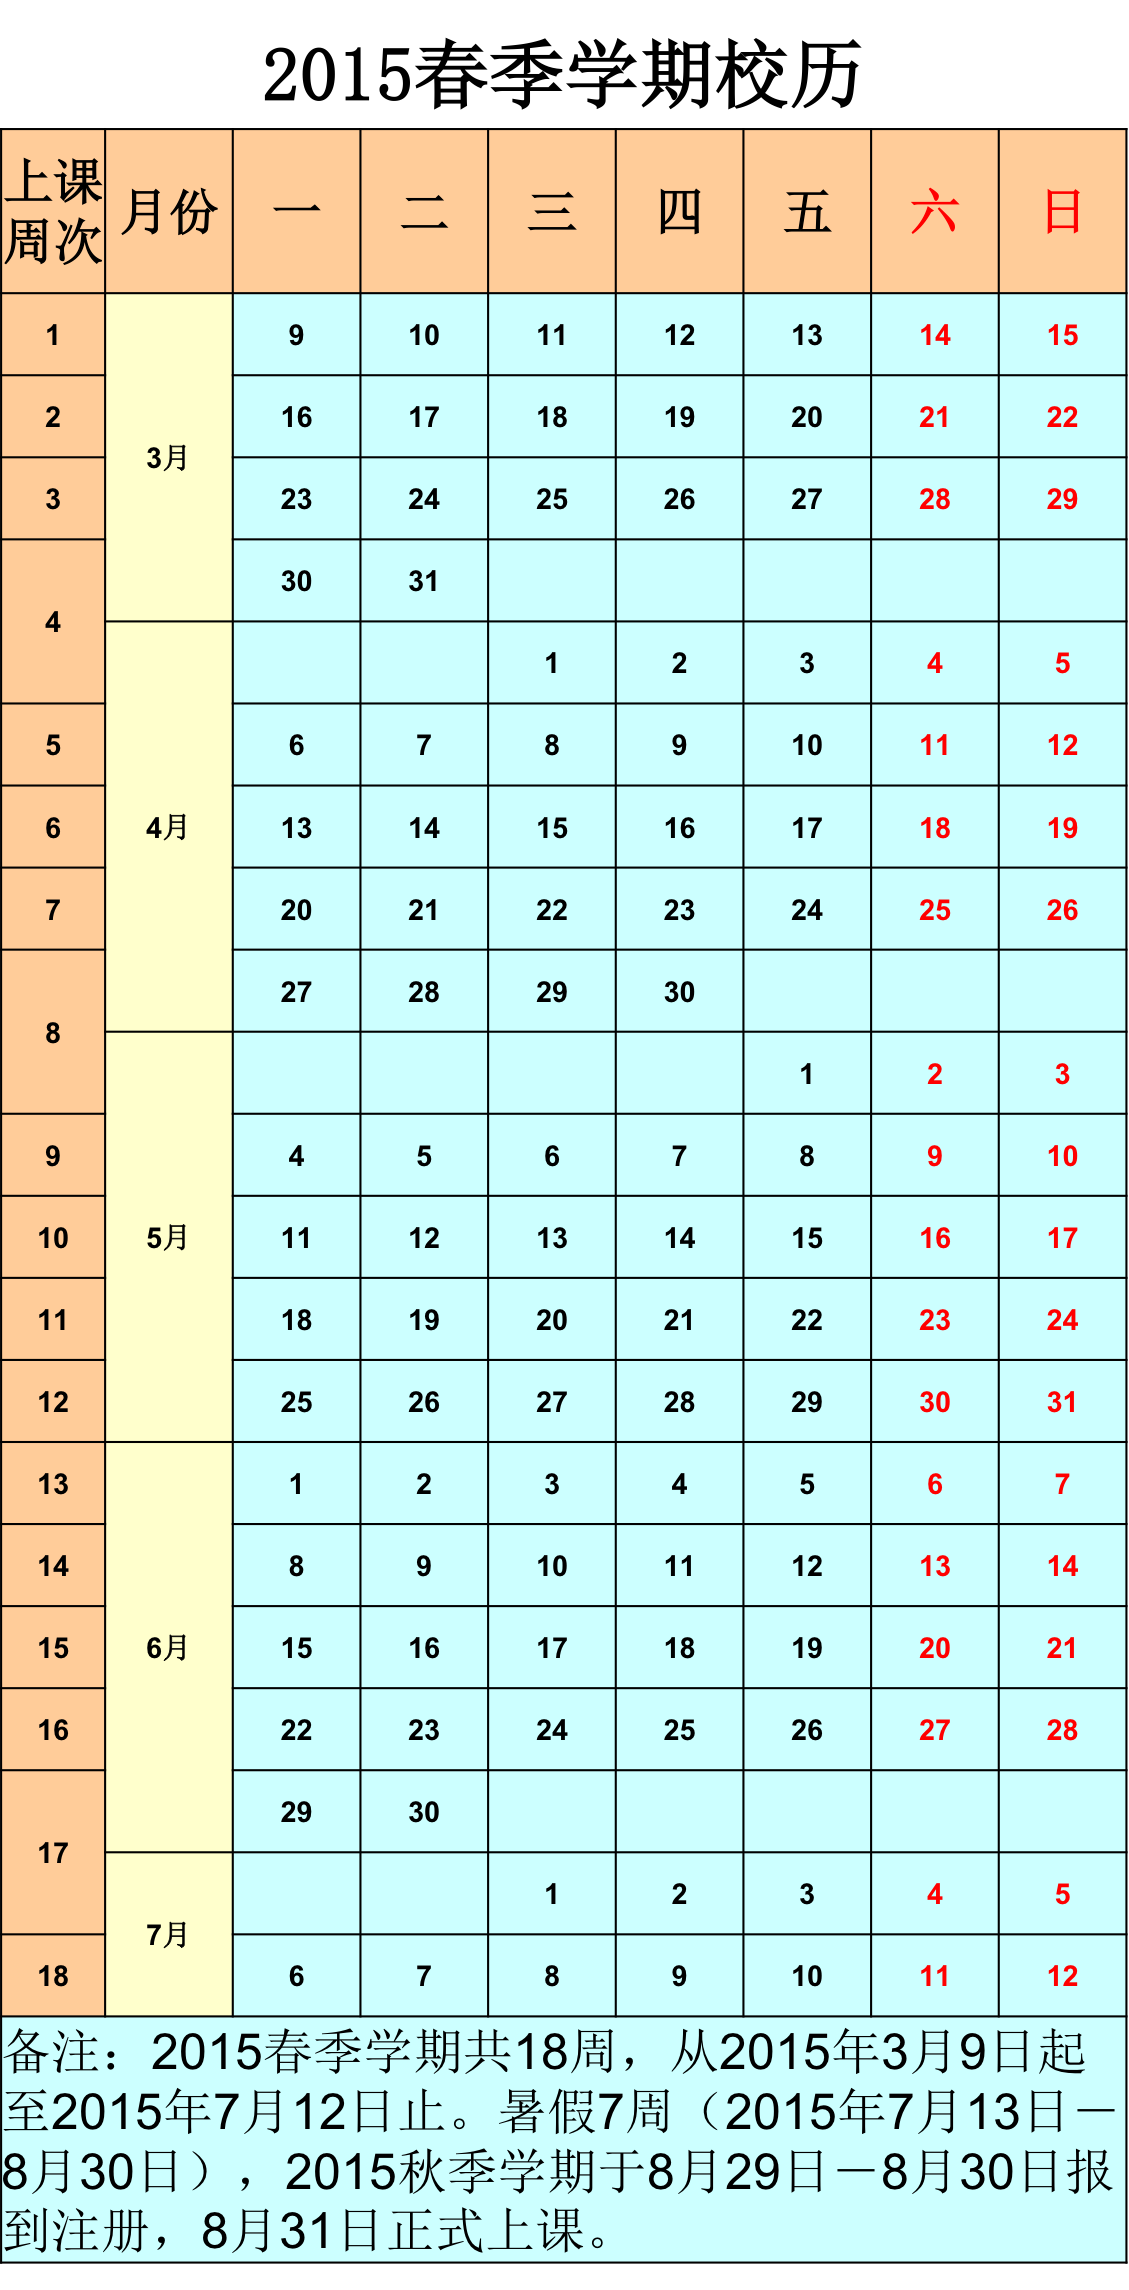 2015春季学期校历
上课周次 月份 一 二 三 四 五 六 日
1 3月 9 10 11 12 13 14 15
2 16 17 18 19 20 21 22
3 23 24 25 26 27 28 29
4 30 31
4月 1 2 3 4 5
5 6 7 8 9 10 11 12
6 13 14 15 16 17 18 19
7 20 21 22 23 24 25 26
8 27 28 29 30
5月 1 2 3
9 4 5 6 7 8 9 10
10 11 12 13 14 15 16 17
11 18 19 20 21 22 23 24
12 25 26 27 28 29 30 31
13 6月 1 2 3 4 5 6 7
14 8 9 10 11 12 13 14
15 15 16 17 18 19 20 21
16 22 23 24 25 26 27 28
17 29 30
7月 1 2 3 4 5
18 6 7 8 9 10 11 12
备注：2015春季学期共18周，从2015年3月9日起
至2015年7月12日止。暑假7周（2015年7月13日－
8月30日），2015秋季学期于8月29日－8月30日报
到注册，8月31日正式上课。